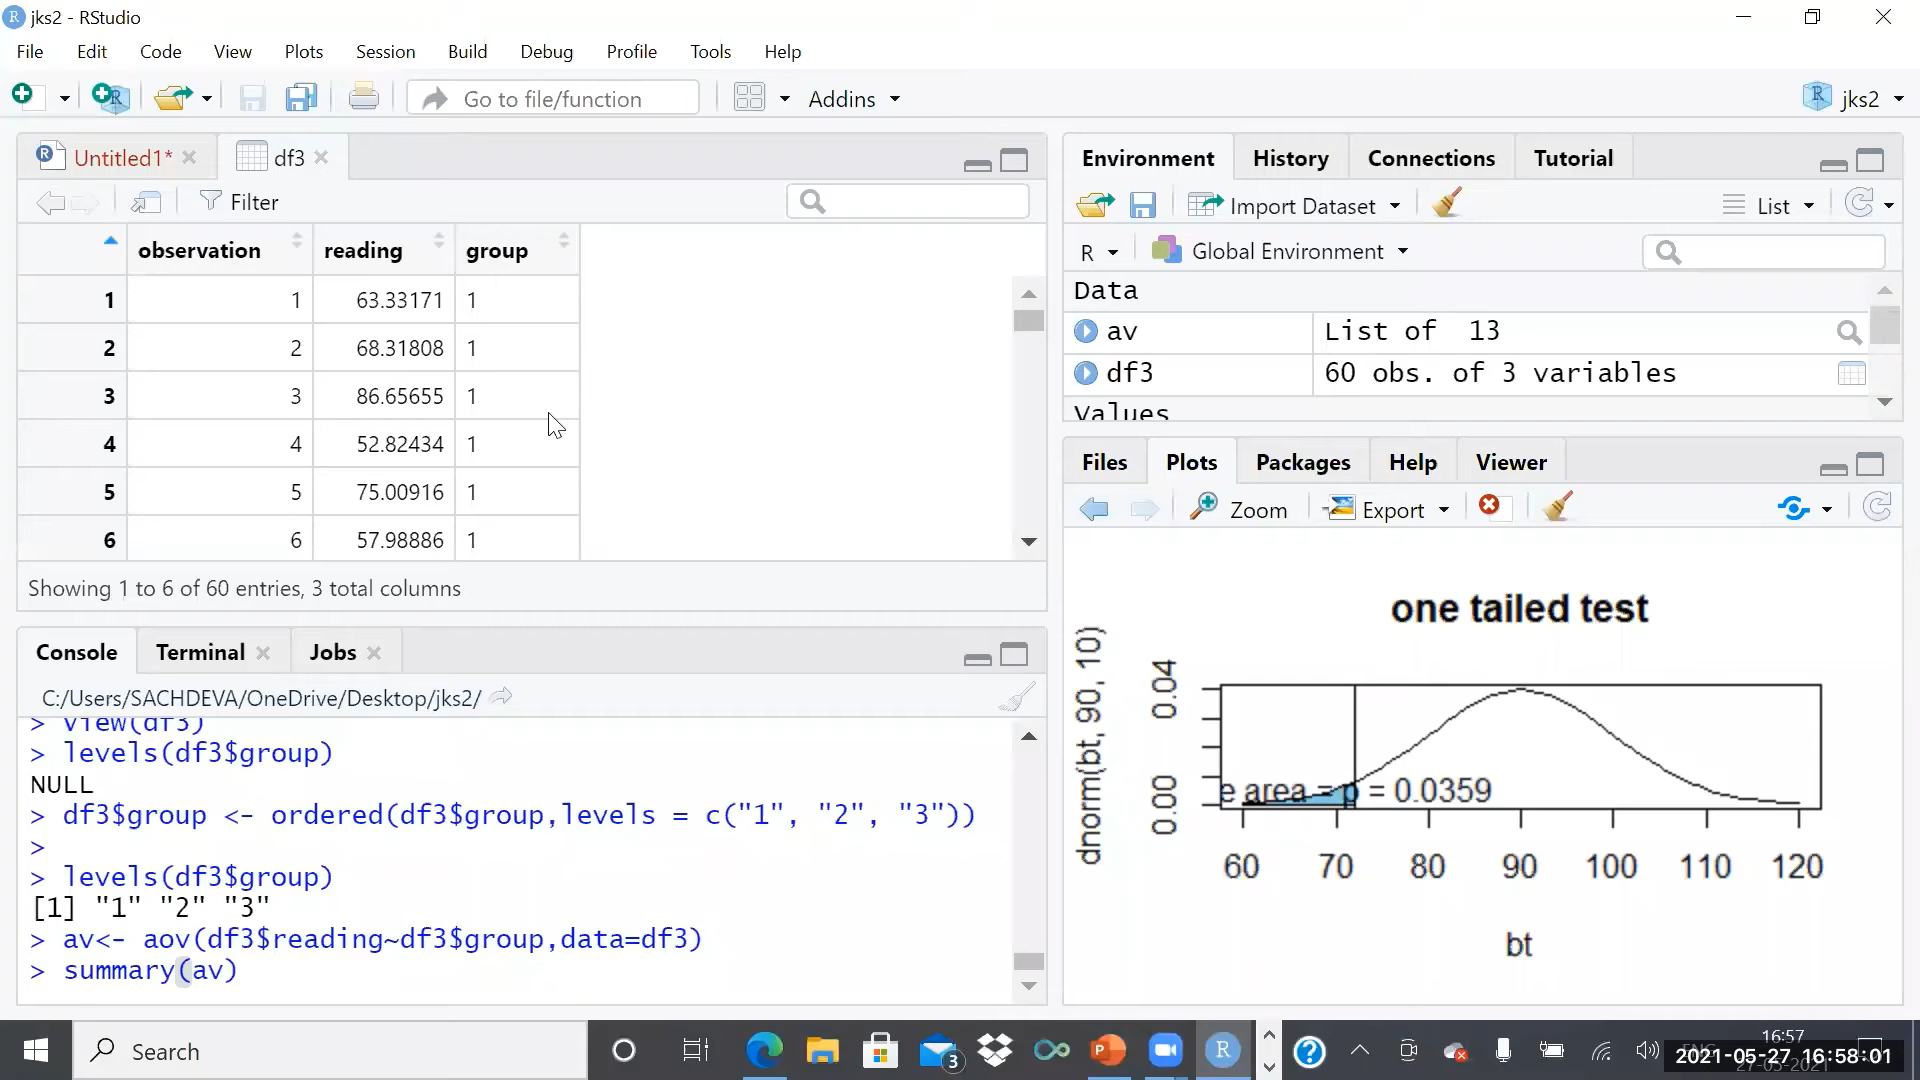 jks2 - RStudio
File Edit Code View Plots Session Build Debug Profile Tools Help
Go to file/function Addins jks2
Untitled1* df3
Filter
observation reading group
1 1 63.33171 1
2 2 68.31808 1
3 3 86.65655 1
4 4 52.82434 1
5 5 75.00916 1
6 6 57.98886 1
Showing 1 to 6 of 60 entries, 3 total columns
Console Terminal Jobs
C:/Users/SACHDEVA/OneDrive/Desktop/jks2/
> view(df3)
> levels(df3$group)
NULL
> df3$group <- ordered(df3$group,levels = c("1", "2", "3"))
>
> levels(df3$group)
[1] "1" "2" "3"
> av<- aov(df3$reading~df3$group,data=df3)
> summary(av)
Environment History Connections Tutorial
Import Dataset List
R Global Environment
Data
av List of 13
df3 60 obs. of 3 variables
Values
Files Plots Packages Help Viewer
Zoom Export
one tailed test
dnorm(bt, 90, 10)
0.00 0.04
e area = p = 0.0359
60 70 80 90 100 110 120
bt
Search
3
16:57
27-05-2021
2021-05-27 16:58:01